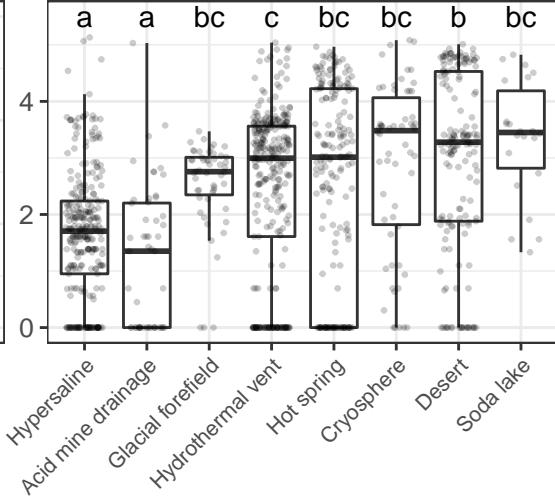 a a bc c bc bc b bc
4
2
0
Hypersaline
Acid mine drainage
Glacial forefield
Hydrothermal vent
Hot spring
Cryosphere
Desert
Soda lake